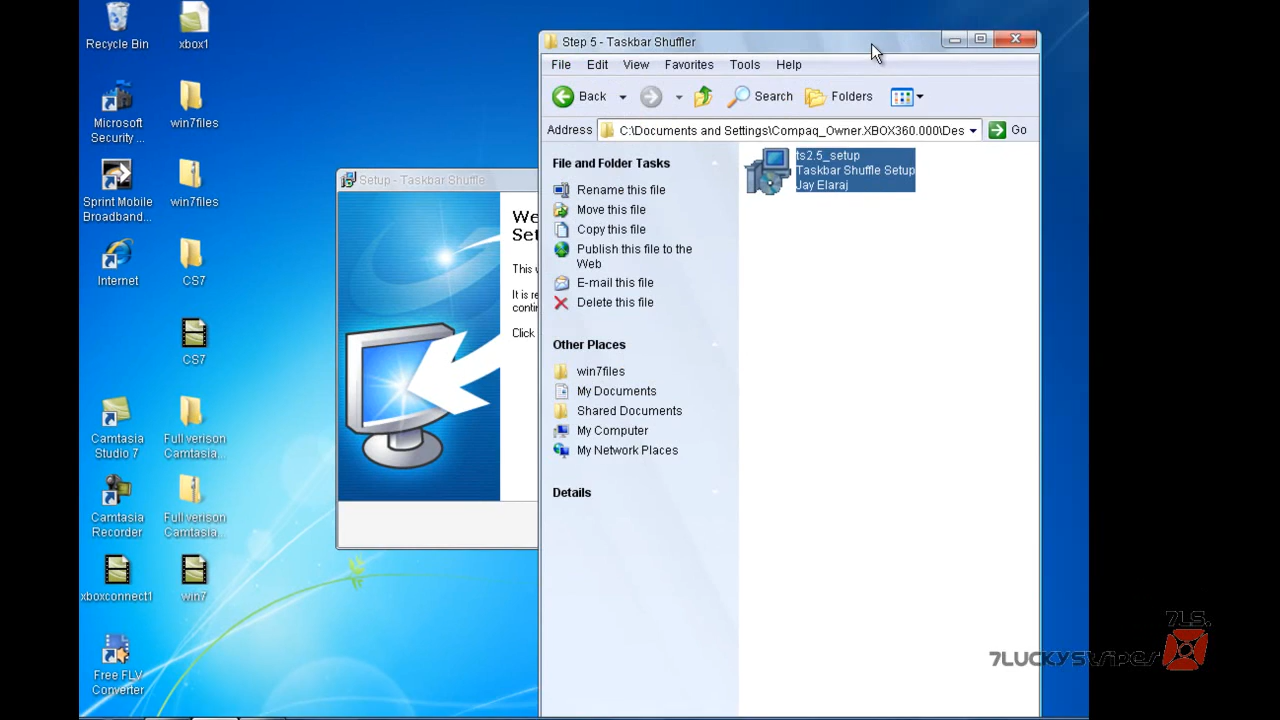 Recycle Bin
xbox1
Microsoft
Security ...
win7files
Sprint Mobile
Broadband...
win7files
Internet
CS7
CS7
Camtasia
Studio 7
Full verison
Camtasia...
Camtasia
Recorder
Full verison
Camtasia...
xboxconnect1
win7
Free FLV
Converter
Setup - Taskbar Shuffle
We
Set
This w
It is re
conti
Click
Step 5 - Taskbar Shuffler
File Edit View Favorites Tools Help
Back Search Folders
Address C:\Documents and Settings\Compaq_Owner.XBOX360.000\Des Go
File and Folder Tasks
Rename this file
Move this file
Copy this file
Publish this file to the
Web
E-mail this file
Delete this file
Other Places
win7files
My Documents
Shared Documents
My Computer
My Network Places
Details
ts2.5_setup
Taskbar Shuffle Setup
Jay Elaraj
7LS.
7LUCKYStripes